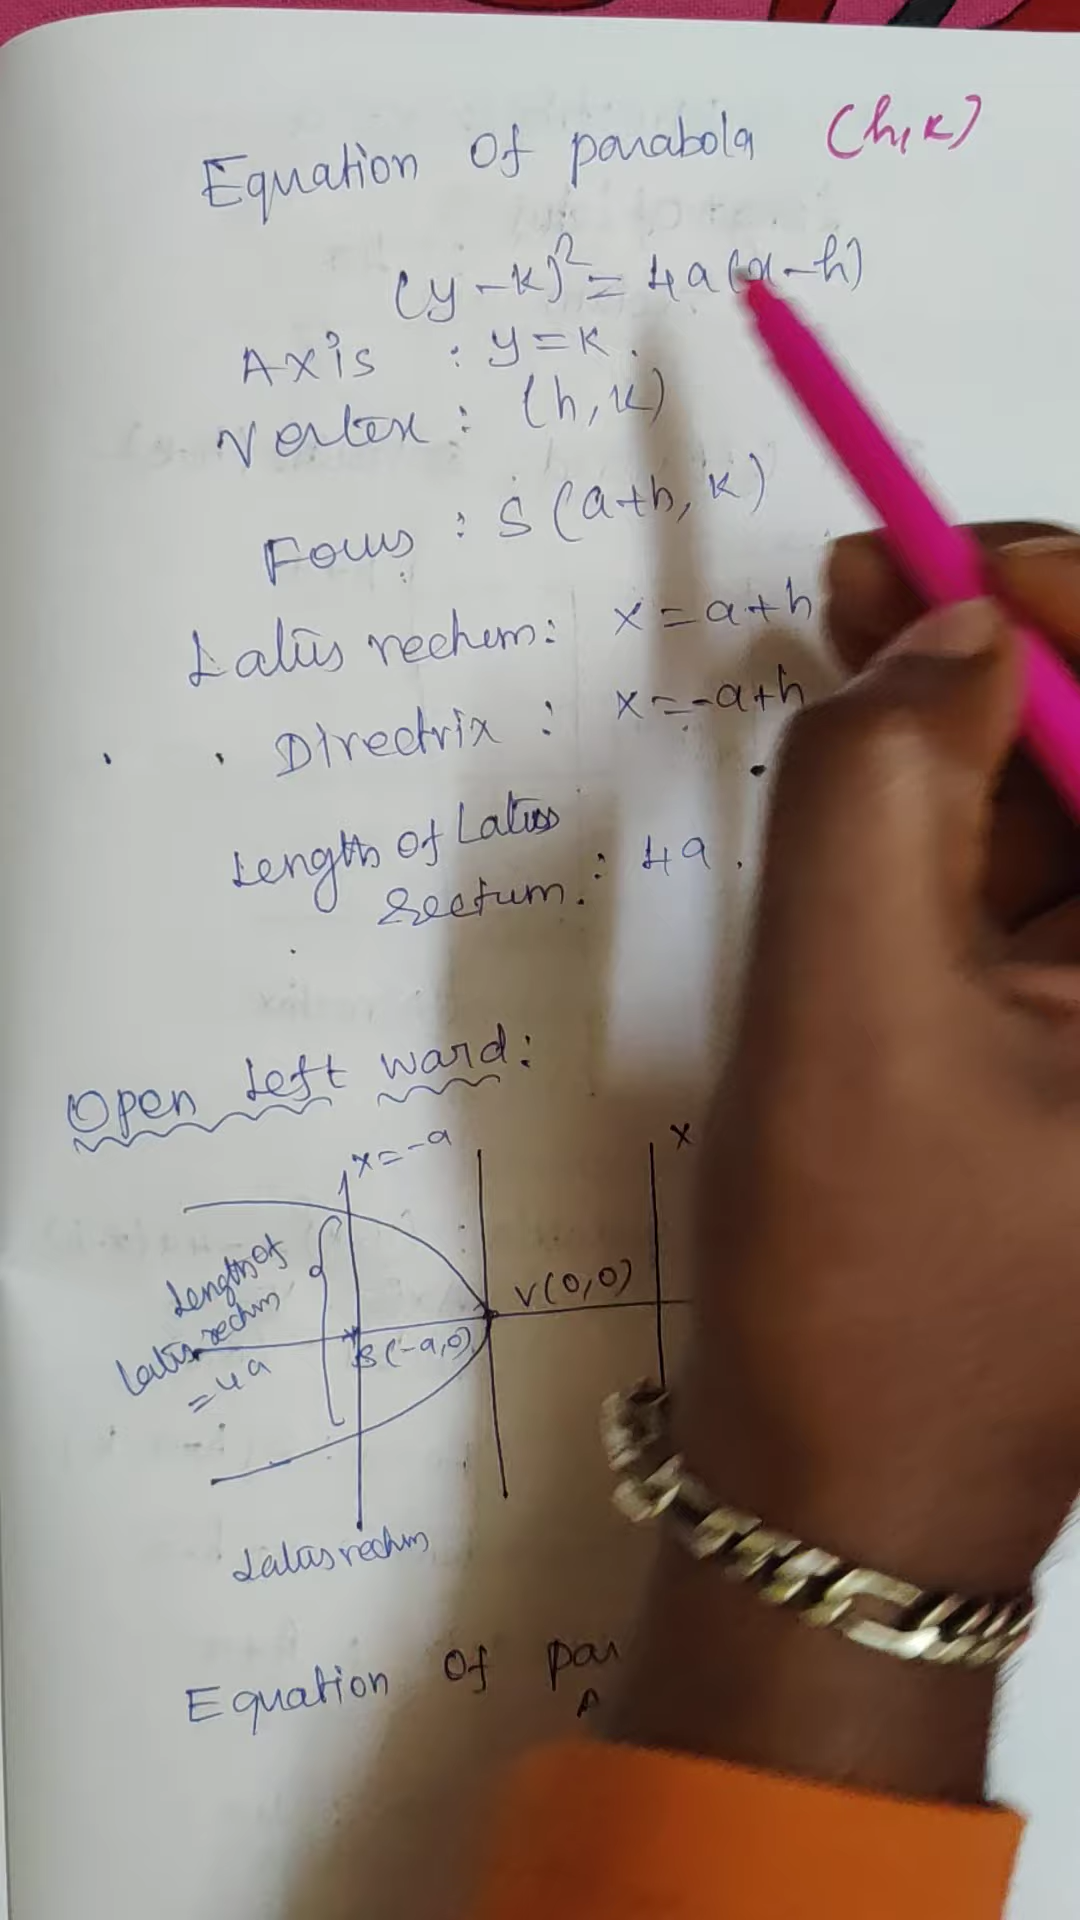 Equation Of parabola (h,k)
(y-k)² = 4a(x-h)
Axis : y=k.
Vertex : (h,k)
Focus : S(a+h, k)
Latus rectum: x=a+h
Directrix : x=-a+h
Length of Latus
rectum. : 4a.
Open Left ward:
x=-a
x
Length of
Latus rectum
=4a
V(0,0)
S(-a,0)
Latus rectum
Equation Of par